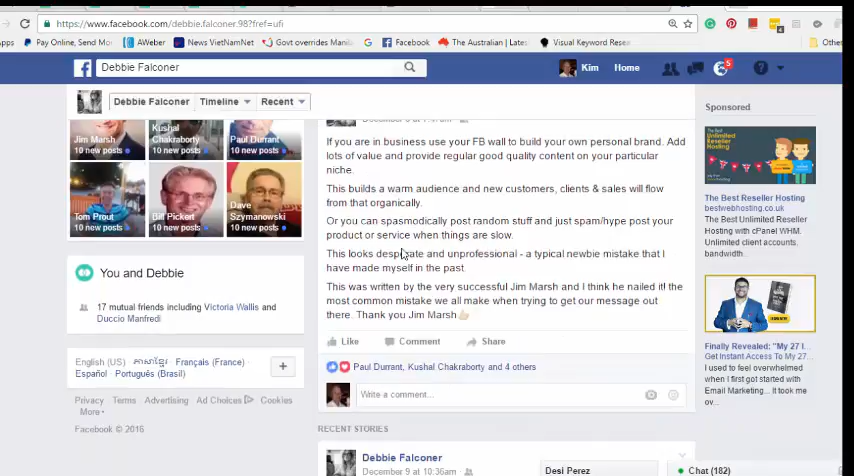 https://www.facebook.com/debbie.falconer.98?fref=ufi
pps Pay Online, Send Mo AWeber News VietNamNet Govt overrides Manila G Facebook The Australian | Lates Visual Keyword Rese Othe
Debbie Falconer
Kim Home 5
Debbie Falconer Timeline Recent
Jim Marsh
10 new posts
Kushal
Chakraborty
10 new posts
Paul Durrant
10 new posts
Tom Prout
10 new posts
Bill Pickert
10 new posts
Dave
Szymanowski
10 new posts
You and Debbie
17 mutual friends including Victoria Wallis and
Duccio Manfredi
English (US) · ភាសាខ្មែរ · Français (France) ·
Español · Português (Brasil)
Privacy Terms Advertising Ad Choices Cookies
More
Facebook © 2016
If you are in business use your FB wall to build your own personal brand. Add
lots of value and provide regular good quality content on your particular
niche.
This builds a warm audience and new customers, clients & sales will flow
from that organically.
Or you can spasmodically post random stuff and just spam/hype post your
product or service when things are slow.
This looks desperate and unprofessional - a typical newbie mistake that I
have made myself in the past.
This was written by the very successful Jim Marsh and I think he nailed it! the
most common mistake we all make when trying to get our message out
there. Thank you Jim Marsh
Like Comment Share
Paul Durrant, Kushal Chakraborty and 4 others
Write a comment...
RECENT STORIES
Debbie Falconer
December 9 at 10:36am
Sponsored
The Best
Unlimited
Reseller
Hosting
The Best Reseller Hosting
bestwebhosting.co.uk
The Best Unlimited Reseller
Hosting with cPanel WHM.
Unlimited client accounts,
bandwidth.
Finally Revealed: "My 27 I...
Get Instant Access To My 27...
I used to feel overwhelmed
when I first got started with
Email Marketing... It took me
ov...
Desi Perez
Chat (182)